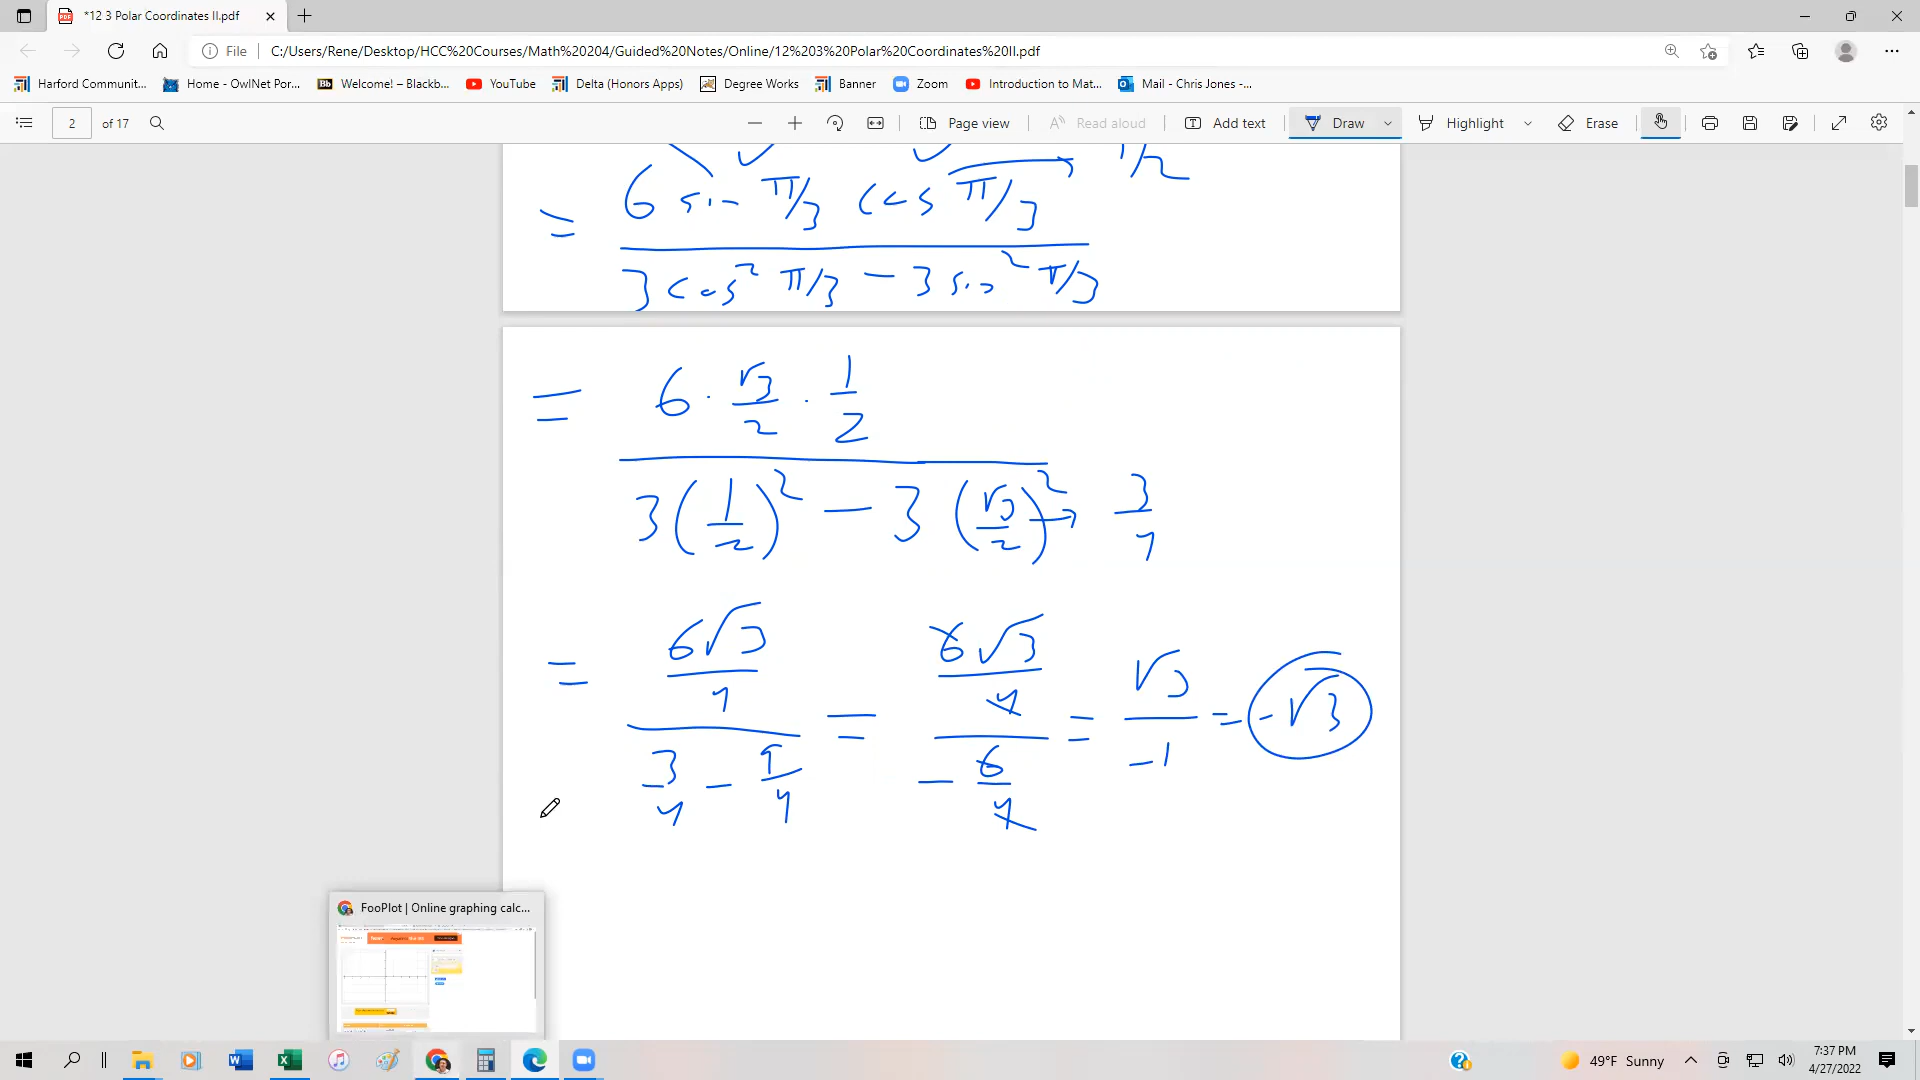 *12 3 Polar Coordinates II.pdf
File C:/Users/Rene/Desktop/HCC%20Courses/Math%20204/Guided%20Notes/Online/12%203%20Polar%20Coordinates%20II.pdf
Harford Communit... Home - OwlNet Por... Bb Welcome! – Blackb... YouTube Delta (Honors Apps) Degree Works Banner Zoom Introduction to Mat... Mail - Chris Jones -...
2 of 17 Page view Read aloud Add text Draw Highlight Erase
1/2
= 6 sin π/3 cos π/3
3 cos² π/3 − 3 sin² π/3
= 6 · √3/2 · 1/2
3(1/2)² − 3(√3/2)² → 3/4
= 6√3/4 = 6√3/4 = √3/-1 = -√3
3/4 − 9/4 − 6/4
FooPlot | Online graphing calc...
49°F Sunny 7:37 PM
4/27/2022